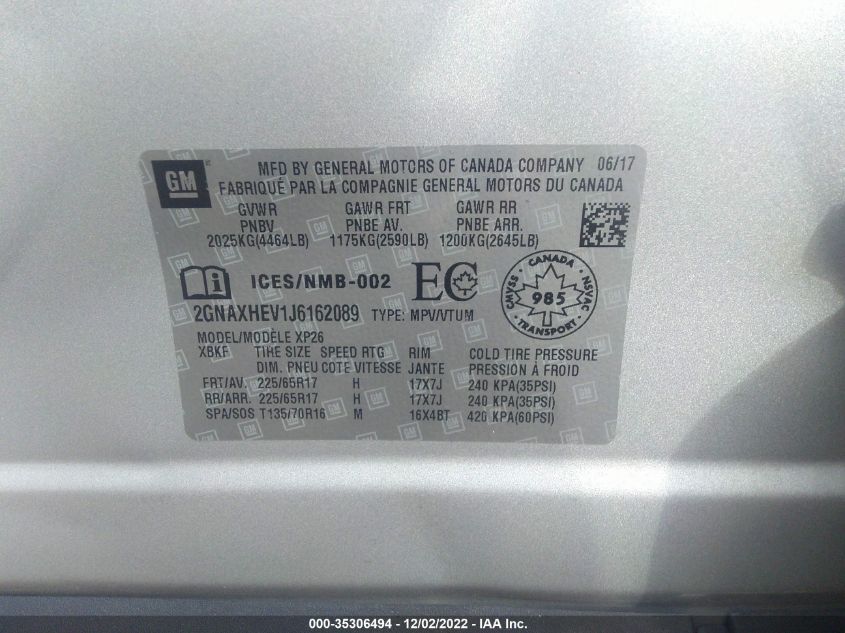 GM
MFD BY GENERAL MOTORS OF CANADA COMPANY 06/17
FABRIQUÉ PAR LA COMPAGNIE GENERAL MOTORS DU CANADA
GVWR GAWR FRT GAWR RR
PNBV PNBE AV. PNBE ARR.
2025KG(4464LB) 1175KG(2590LB) 1200KG(2645LB)
ICES/NMB-002 EC
CANADA
CMVSS 985 NSVAC
TRANSPORT
2GNAXHEV1J6162089 TYPE: MPV/VTUM
MODEL/MODÈLE XP26
XBKF TIRE SIZE SPEED RTG RIM COLD TIRE PRESSURE
DIM. PNEU COTE VITESSE JANTE PRESSION À FROID
FRT/AV. 225/65R17 H 17X7J 240 KPA(35PSI)
RR/ARR. 225/65R17 H 17X7J 240 KPA(35PSI)
SPA/SOS T135/70R16 M 16X4BT 420 KPA(60PSI)
000-35306494 - 12/02/2022 - IAA Inc.